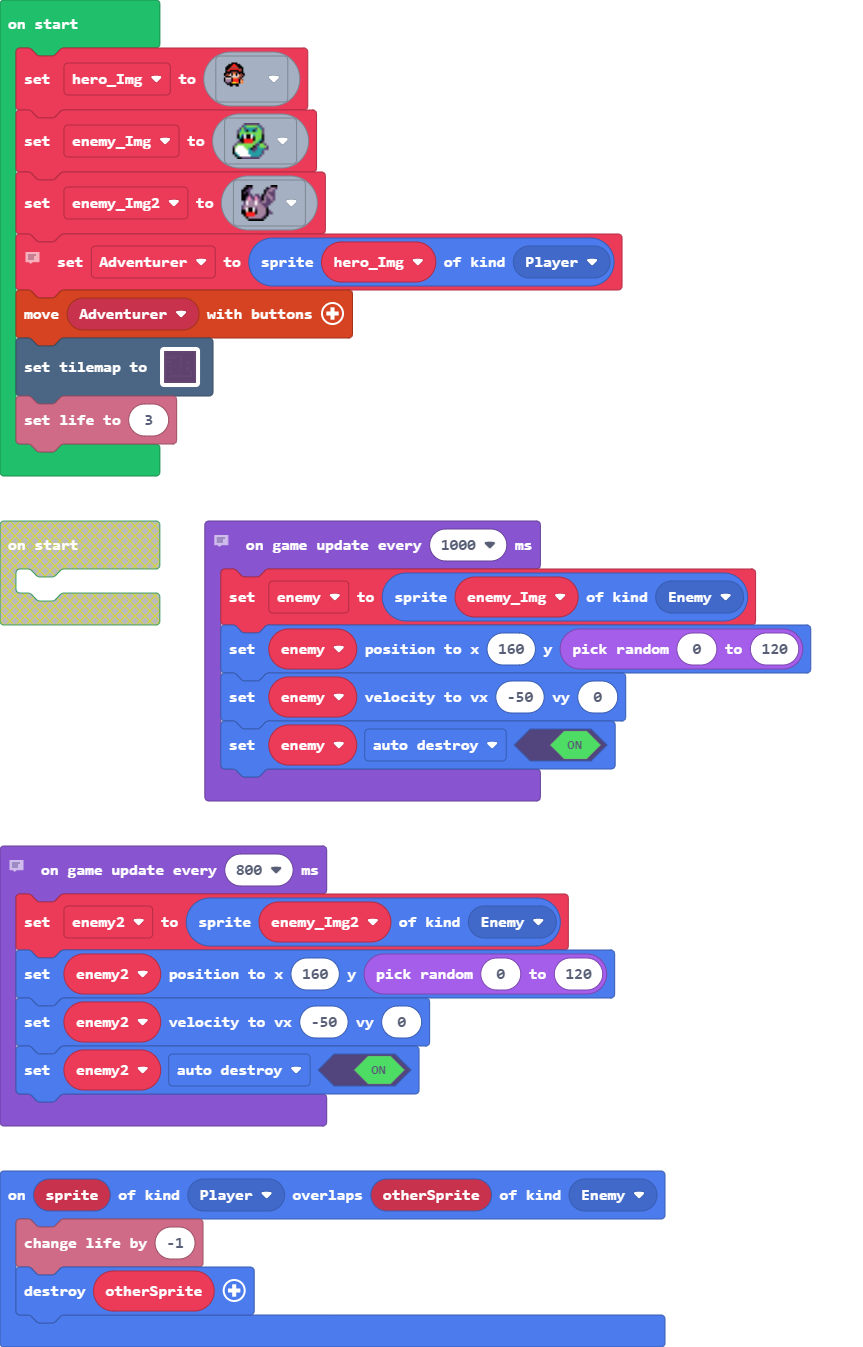 on start
set hero_Img to
set enemy_Img to
set enemy_Img2 to
set Adventurer to sprite hero_Img of kind Player
move Adventurer with buttons
set tilemap to
set life to 3
on start
on game update every 1000 ms
set enemy to sprite enemy_Img of kind Enemy
set enemy position to x 160 y pick random 0 to 120
set enemy velocity to vx -50 vy 0
set enemy auto destroy ON
on game update every 800 ms
set enemy2 to sprite enemy_Img2 of kind Enemy
set enemy2 position to x 160 y pick random 0 to 120
set enemy2 velocity to vx -50 vy 0
set enemy2 auto destroy ON
on sprite of kind Player overlaps otherSprite of kind Enemy
change life by -1
destroy otherSprite